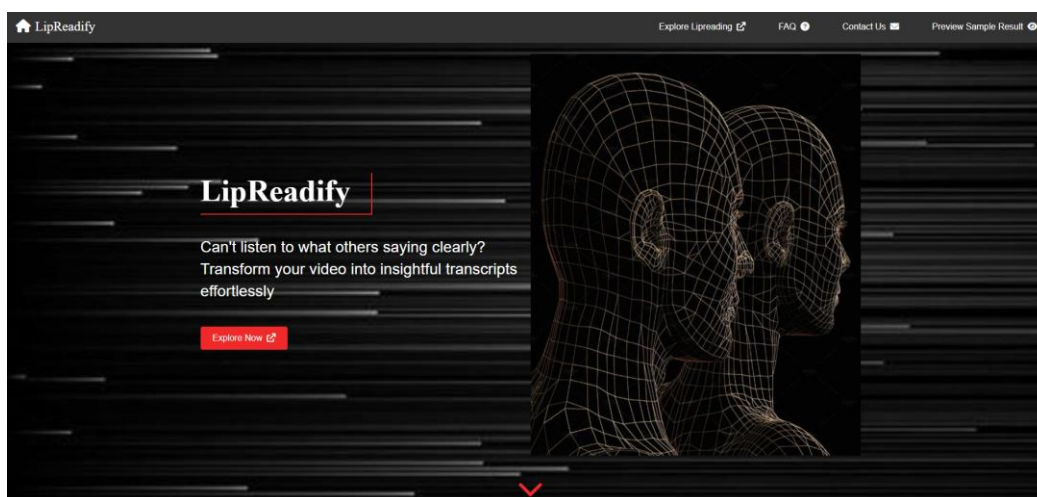 LipReadify
Explore Lipreading
FAQ
Contact Us
Preview Sample Result
LipReadify
Can't listen to what others saying clearly?
Transform your video into insightful transcripts
effortlessly
Explore Now